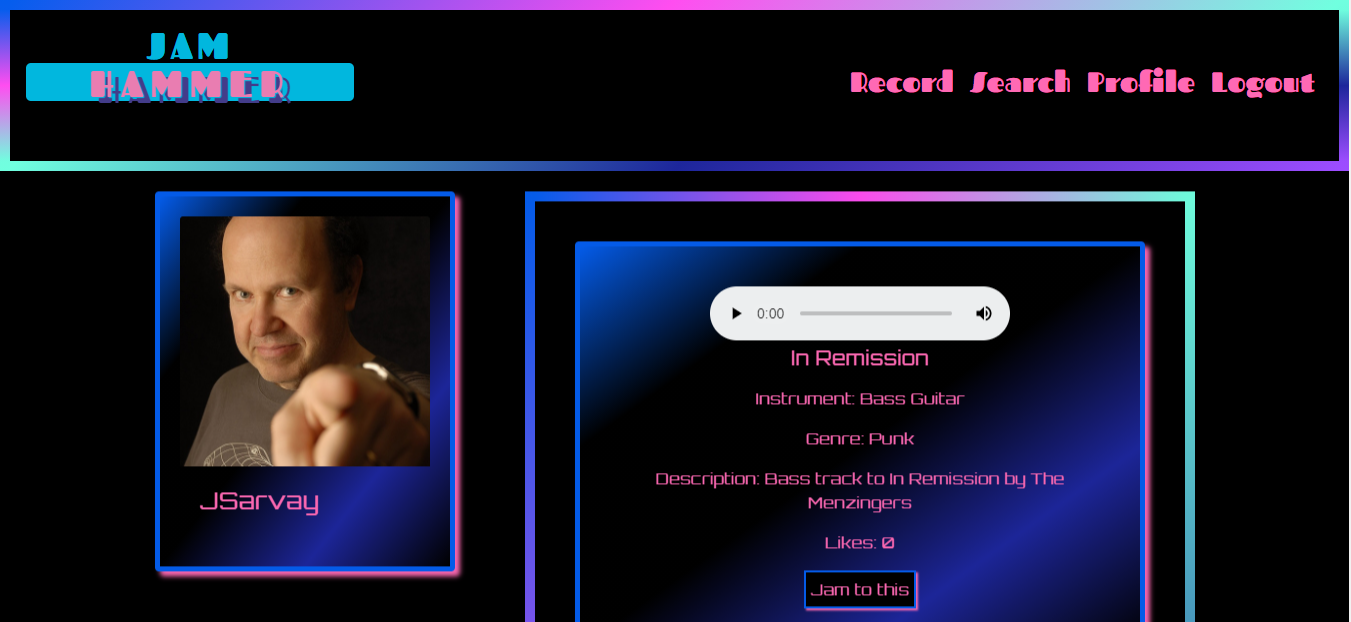 JAM
HAMMER
Record Search Profile Logout
0:00
In Remission
Instrument: Bass Guitar
Genre: Punk
Description: Bass track to In Remission by The
Menzingers
Likes: 0
Jam to this
JSarvay